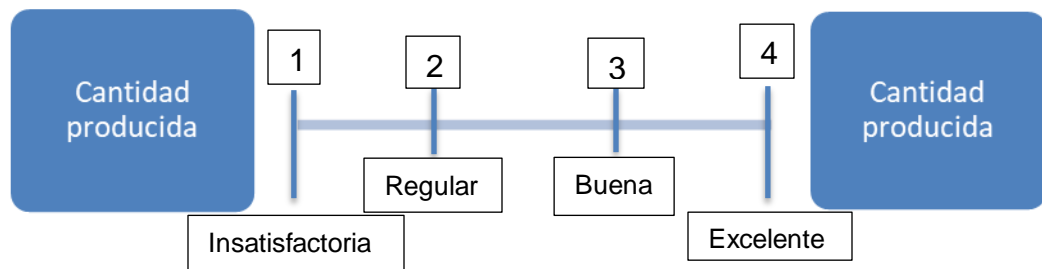 Cantidad
producida
1
2
3
4
Cantidad
producida
Insatisfactoria
Regular
Buena
Excelente